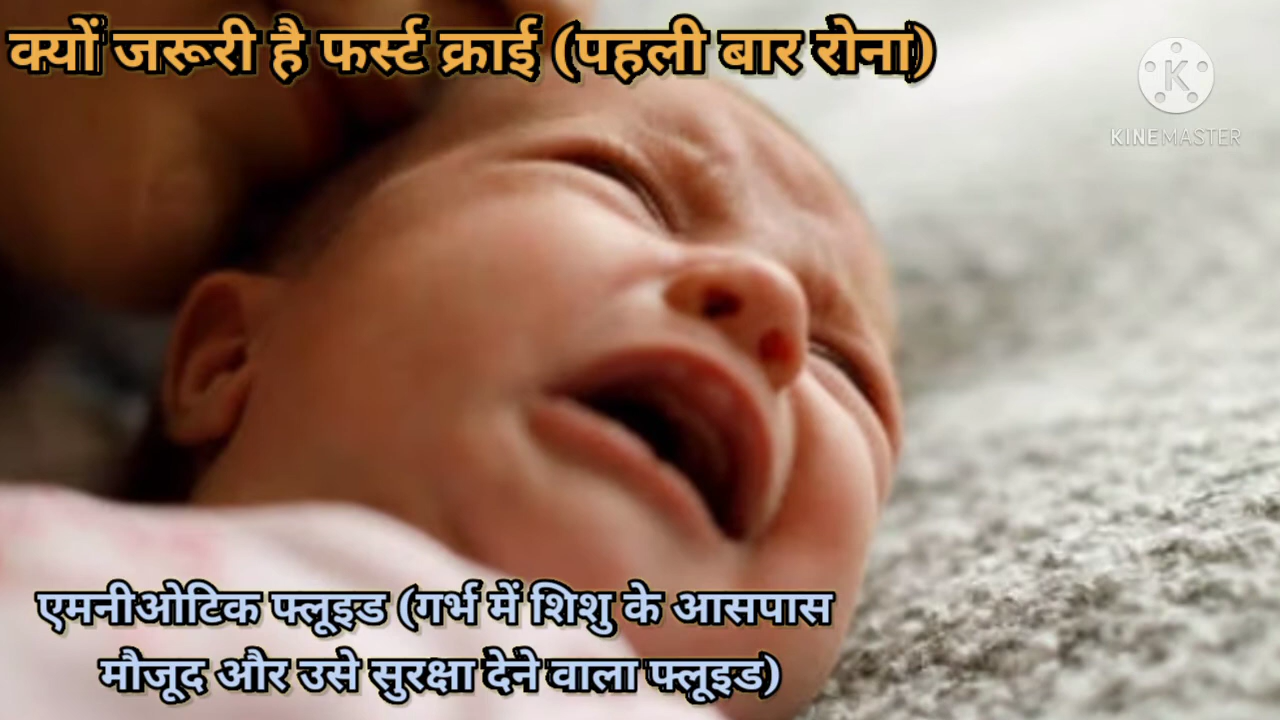 क्यों जरूरी है फर्स्ट क्राई (पहली बार रोना)
K
KINEMASTER
एमनीओटिक फ्लूइड (गर्भ में शिशु के आसपास
मौजूद और उसे सुरक्षा देने वाला फ्लूइड)